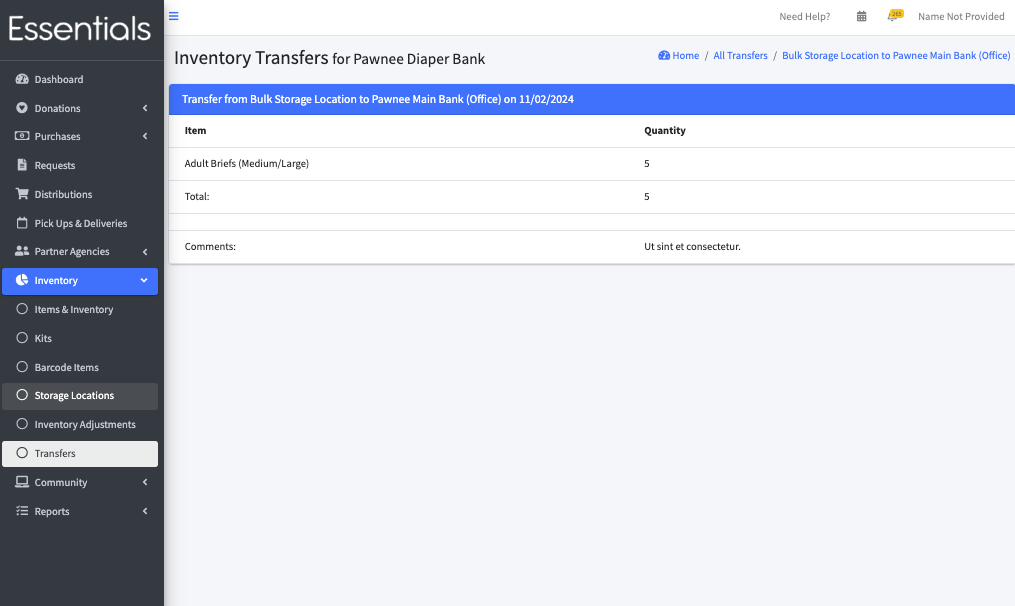 Essentials
Need Help?
265
Name Not Provided
Inventory Transfers for Pawnee Diaper Bank
Home / All Transfers / Bulk Storage Location to Pawnee Main Bank (Office)
Dashboard
Donations
Purchases
Requests
Distributions
Pick Ups & Deliveries
Partner Agencies
Inventory
Items & Inventory
Kits
Barcode Items
Storage Locations
Inventory Adjustments
Transfers
Community
Reports
Transfer from Bulk Storage Location to Pawnee Main Bank (Office) on 11/02/2024
Item Quantity
Adult Briefs (Medium/Large) 5
Total: 5
Comments: Ut sint et consectetur.